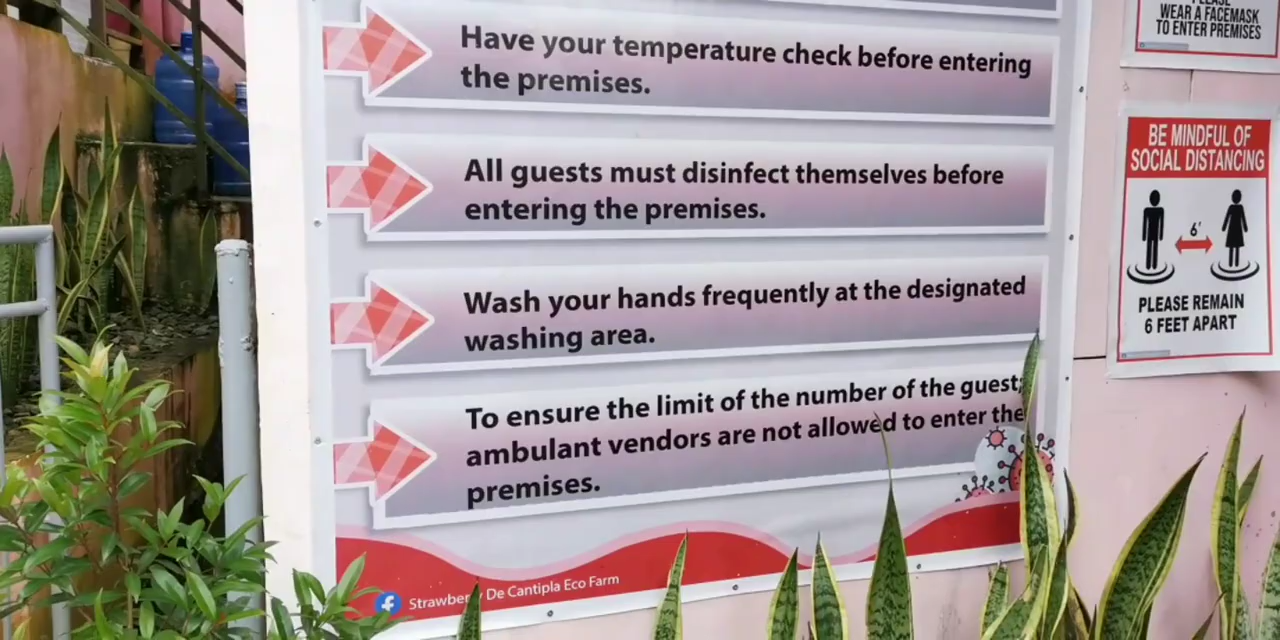 Have your temperature check before entering
the premises.
All guests must disinfect themselves before
entering the premises.
Wash your hands frequently at the designated
washing area.
To ensure the limit of the number of the guest;
ambulant vendors are not allowed to enter the
premises.
Strawberry De Cantipla Eco Farm
WEAR A FACEMASK
TO ENTER PREMISES
BE MINDFUL OF
SOCIAL DISTANCING
6'
PLEASE REMAIN
6 FEET APART